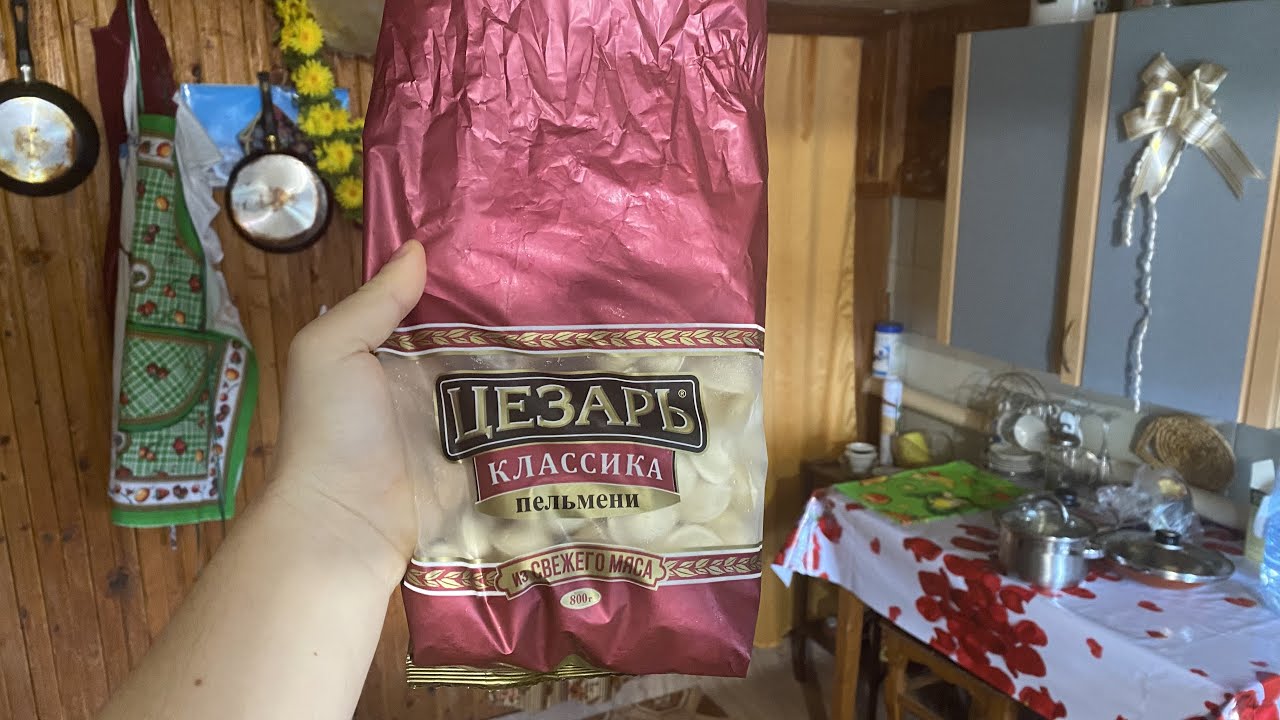 ЦЕЗАРЬ®
КЛАССИКА
пельмени
ИЗ СВЕЖЕГО МЯСА
800г